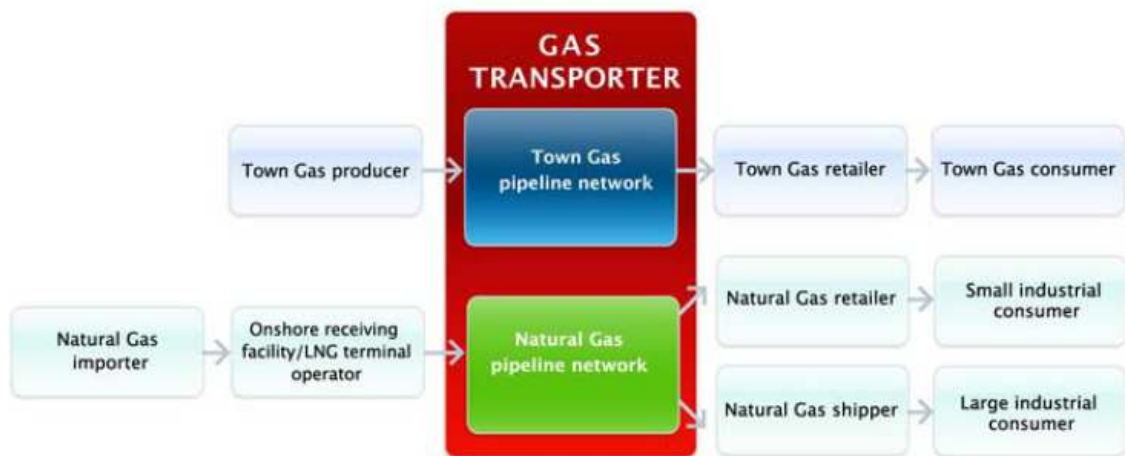 GAS
TRANSPORTER
Town Gas producer
Town Gas
pipeline network
Town Gas retailer
Town Gas consumer
Natural Gas
importer
Onshore receiving
facility/LNG terminal
operator
Natural Gas
pipeline network
Natural Gas retailer
Small industrial
consumer
Natural Gas shipper
Large industrial
consumer